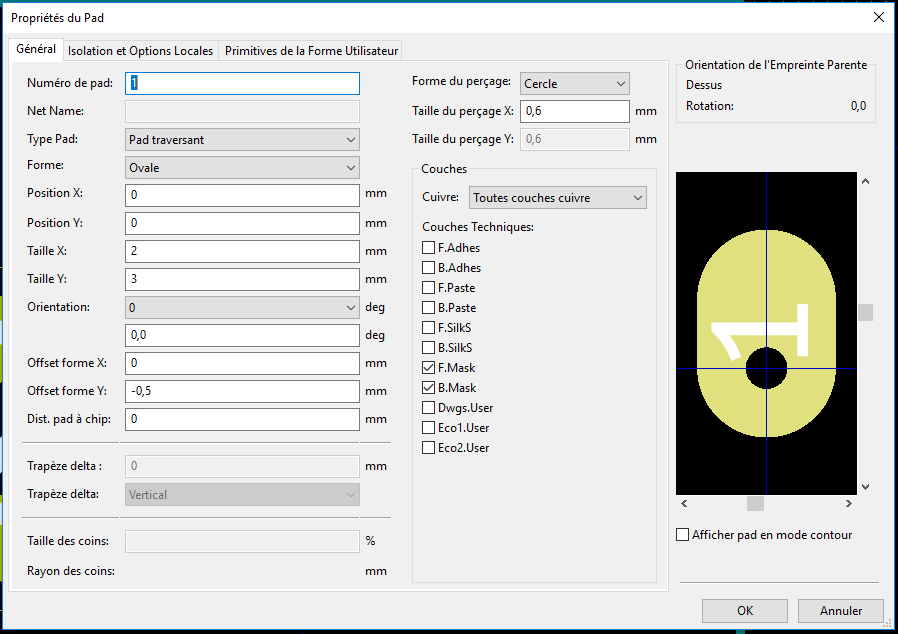 Propriétés du Pad
Général
Isolation et Options Locales
Primitives de la Forme Utilisateur
Numéro de pad: 1
Net Name:
Type Pad: Pad traversant
Forme: Ovale
Position X: 0 mm
Position Y: 0 mm
Taille X: 2 mm
Taille Y: 3 mm
Orientation: 0 deg
0,0 deg
Offset forme X: 0 mm
Offset forme Y: -0,5 mm
Dist. pad à chip: 0 mm
Trapèze delta : 0 mm
Trapèze delta: Vertical
Taille des coins: %
Rayon des coins: mm
Forme du perçage: Cercle
Taille du perçage X: 0,6 mm
Taille du perçage Y: 0,6 mm
Couches
Cuivre: Toutes couches cuivre
Couches Techniques:
F.Adhes
B.Adhes
F.Paste
B.Paste
F.SilkS
B.SilkS
F.Mask
B.Mask
Dwgs.User
Eco1.User
Eco2.User
Orientation de l'Empreinte Parente
Dessus
Rotation: 0,0
1
Afficher pad en mode contour
OK
Annuler